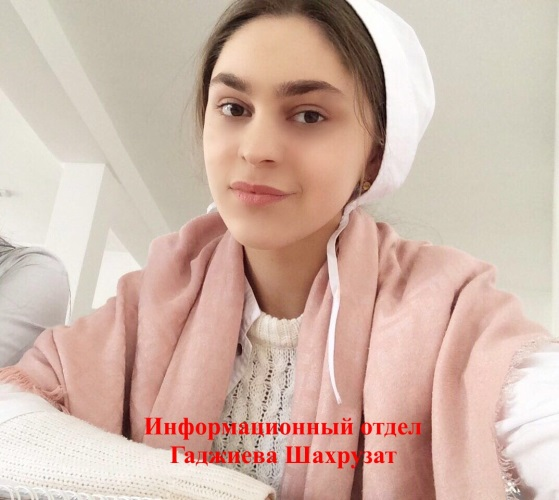 Информационный отдел
Гаджиева Шахрузат